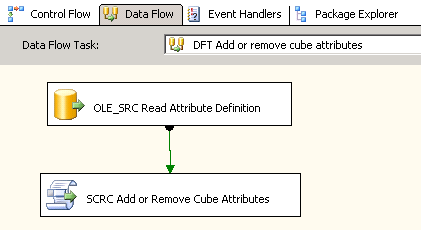 Control Flow Data Flow Event Handlers Package Explorer
Data Flow Task: DFT Add or remove cube attributes
OLE_SRC Read Attribute Definition
SCRC Add or Remove Cube Attributes